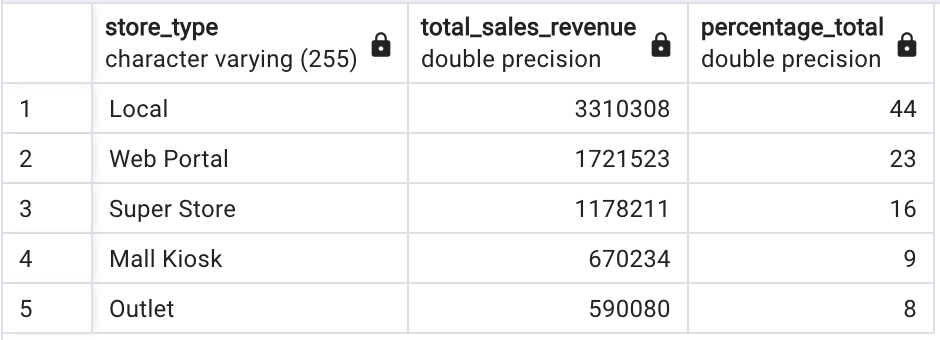 store_type total_sales_revenue percentage_total
character varying (255) double precision double precision
1 Local 3310308 44
2 Web Portal 1721523 23
3 Super Store 1178211 16
4 Mall Kiosk 670234 9
5 Outlet 590080 8